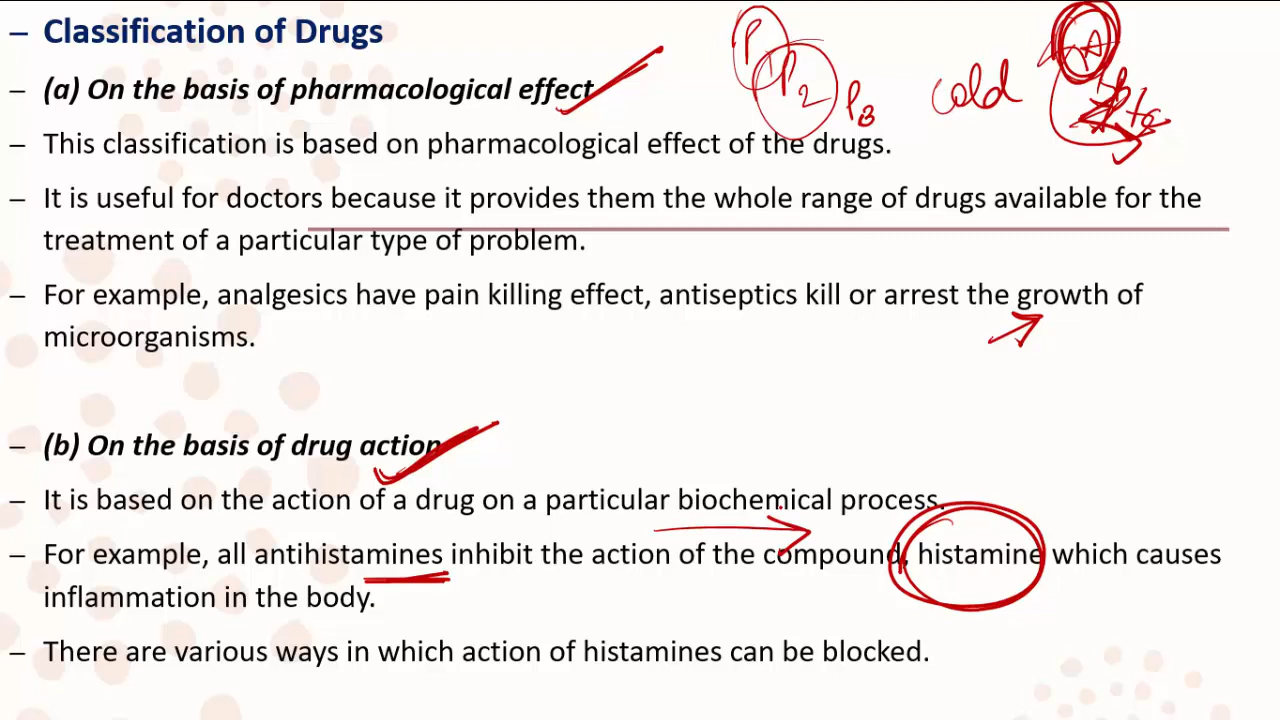 – Classification of Drugs
– (a) On the basis of pharmacological effect
P P2 P3 cold A
– This classification is based on pharmacological effect of the drugs.
– It is useful for doctors because it provides them the whole range of drugs available for the
treatment of a particular type of problem.
– For example, analgesics have pain killing effect, antiseptics kill or arrest the growth of
microorganisms.
– (b) On the basis of drug action
– It is based on the action of a drug on a particular biochemical process.
– For example, all antihistamines inhibit the action of the compound, histamine which causes
inflammation in the body.
– There are various ways in which action of histamines can be blocked.